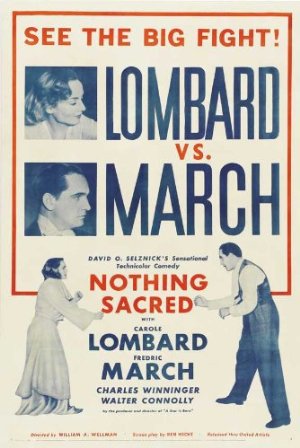 SEE THE BIG FIGHT!
LOMBARD
VS.
MARCH
DAVID O. SELZNICK'S Sensational
Technicolor Comedy
NOTHING
SACRED
WITH
CAROLE
LOMBARD
FREDRIC
MARCH
CHARLES WINNINGER
WALTER CONNOLLY
by the producer and director of "A Star is Born"
Directed by WILLIAM A. WELLMAN
Screen play by BEN HECHT
Released thru United Artists